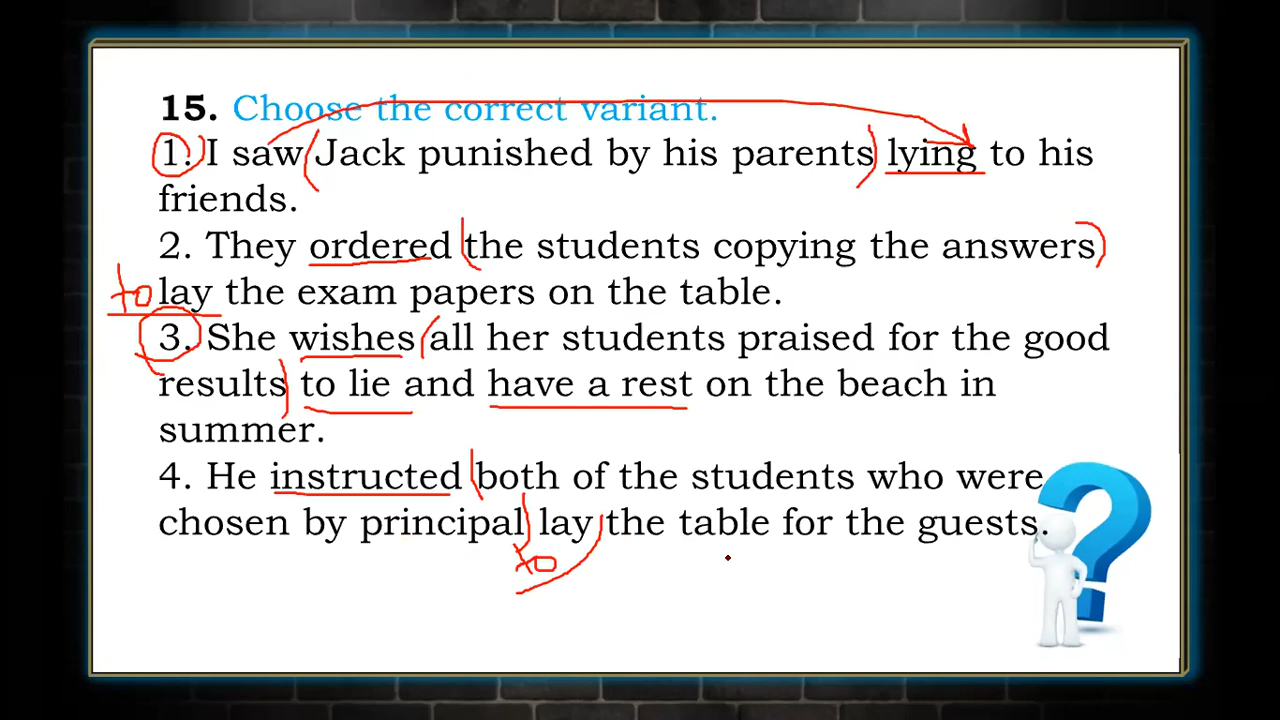 15. Choose the correct variant.
1. I saw Jack punished by his parents lying to his
friends.
2. They ordered the students copying the answers
to lay the exam papers on the table.
3. She wishes all her students praised for the good
results to lie and have a rest on the beach in
summer.
4. He instructed both of the students who were
chosen by principal lay the table for the guests.
to